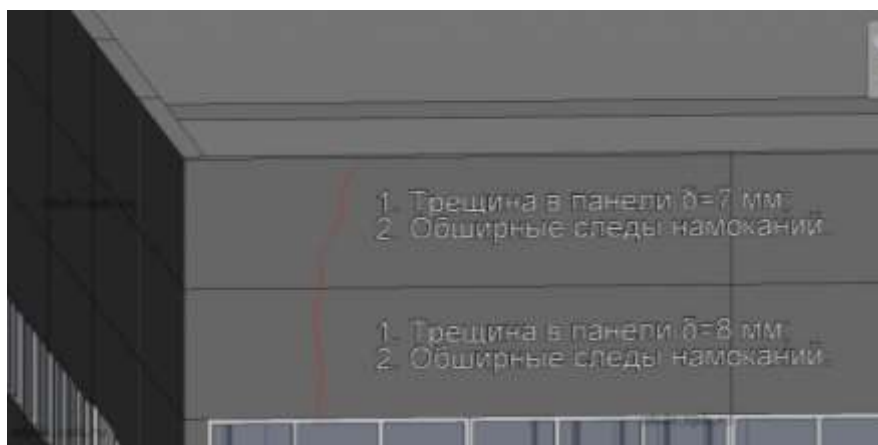 1. Трещина в панели δ=7 мм;
2. Обширные следы намоканий.
1. Трещина в панели δ=8 мм;
2. Обширные следы намоканий.